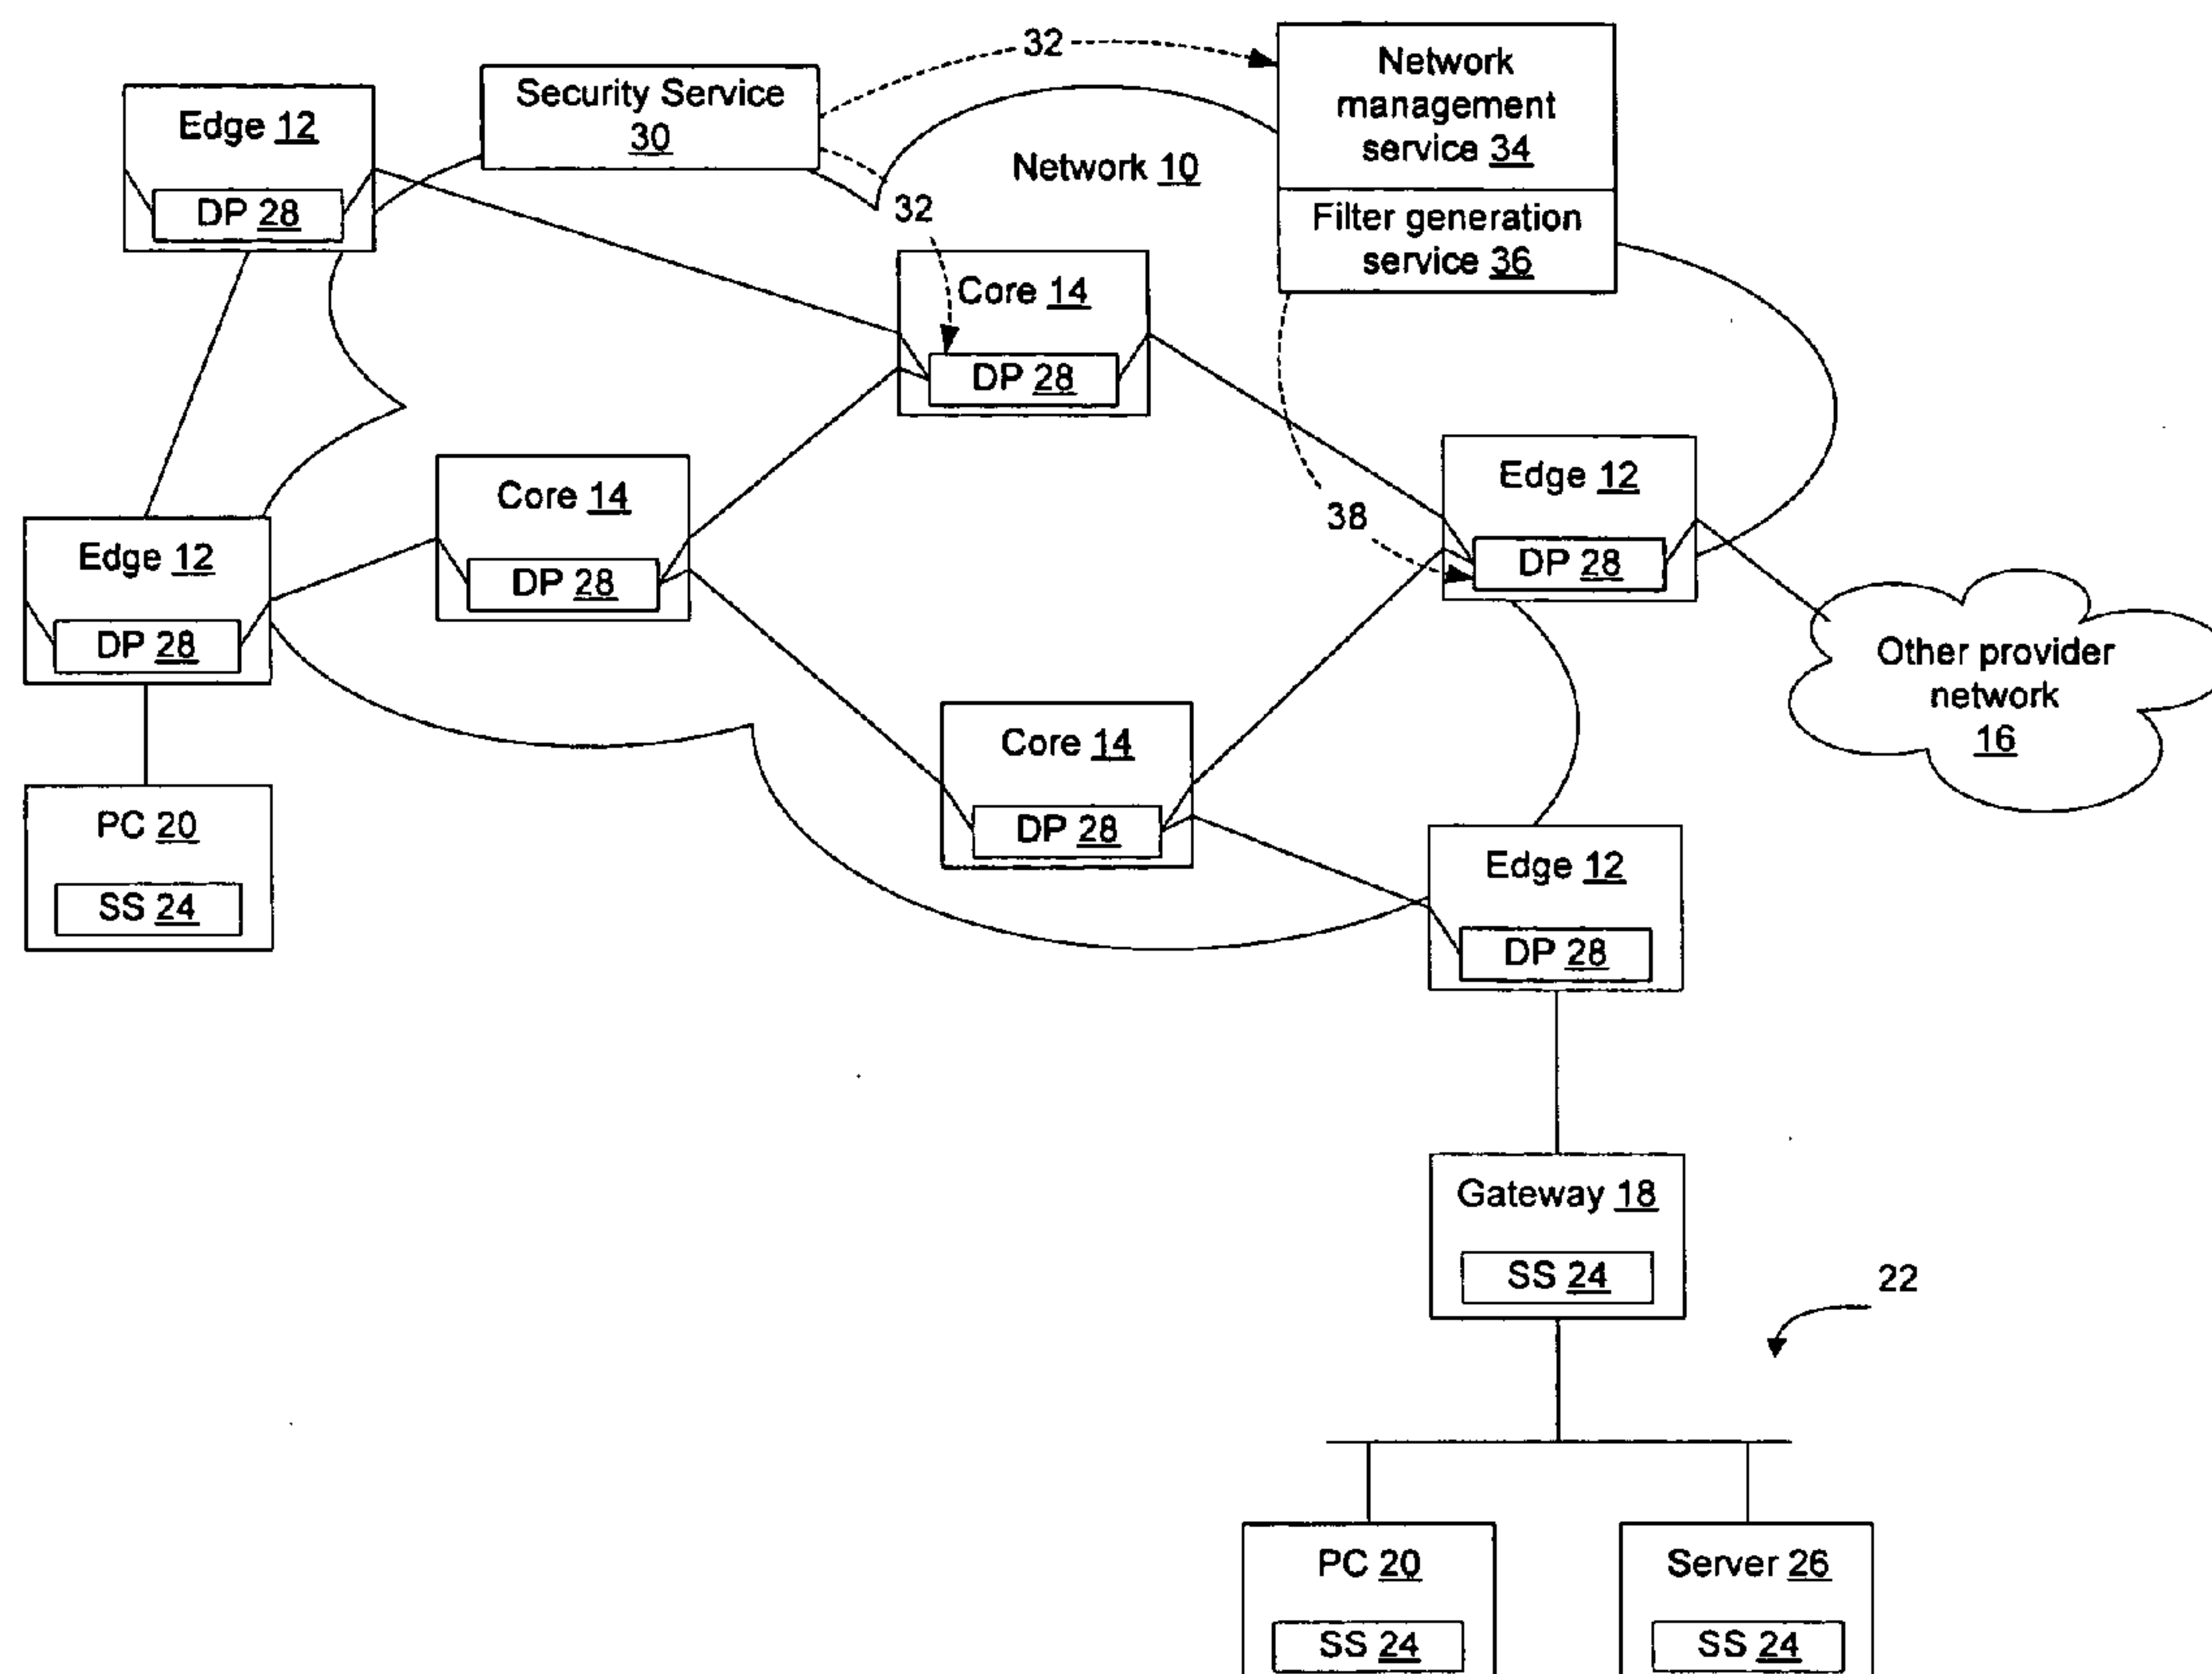 32
Network
management
service 34
Security Service
30
Edge 12
DP 28
Network 10
32
Filter generation
service 36
Core 14
DP 28
Edge 12
DP 28
38
Core 14
DP 28
Edge 12
DP 28
Other provider
network
16
Core 14
DP 28
PC 20
SS 24
Edge 12
DP 28
Gateway 18
SS 24
22
PC 20
SS 24
Server 26
SS 24